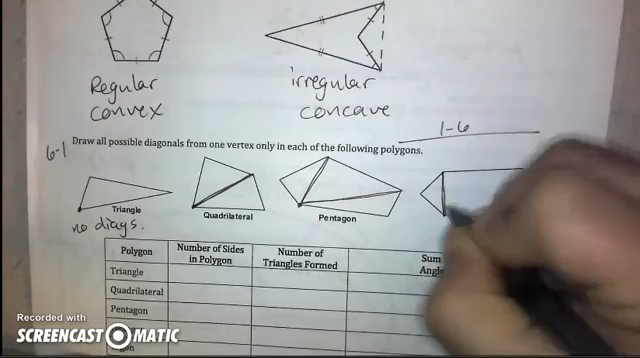 Regular
convex
irregular
concave
1-6
6-1 Draw all possible diagonals from one vertex only in each of the following polygons.
Triangle
Quadrilateral
Pentagon
no diags.
Polygon
Number of Sides
in Polygon
Number of
Triangles Formed
Sum
Angle
Triangle
Quadrilateral
Pentagon
Recorded with
SCREENCAST MATIC